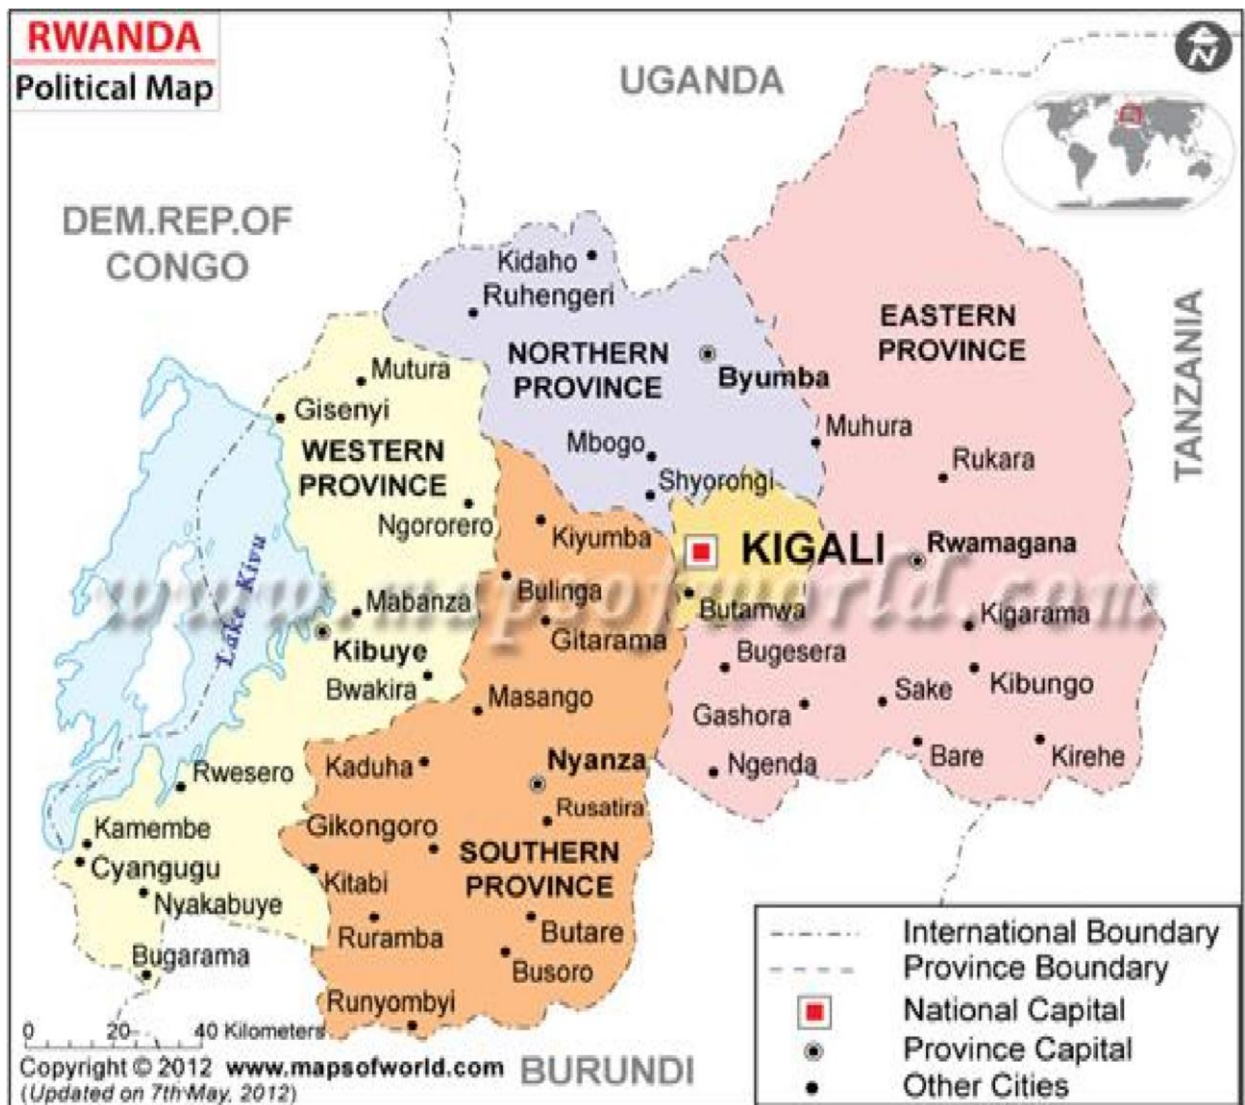 RWANDA
Political Map
UGANDA
N
DEM.REP.OF
CONGO
TANZANIA
Kidaho
Ruhengeri
NORTHERN
PROVINCE
Byumba
EASTERN
PROVINCE
Mutura
Gisenyi
WESTERN
PROVINCE
Mbogo
Muhura
Shyorongi
Rukara
Ngororero
Kiyumba
KIGALI
Rwamagana
Lake Kivu
www.mapsofworld.com
Bulinga
Mabanza
Butamwa
Kigarama
Gitarama
Kibuye
Bugesera
Bwakira
Masango
Sake
Kibungo
Gashora
Rwesero
Kaduha
Nyanza
Ngenda
Bare
Kirehe
Rusatira
Kamembe
Gikongoro
SOUTHERN
PROVINCE
Cyangugu
Kitabi
Nyakabuye
Ruramba
Butare
Bugarama
Busoro
Runyombyi
BURUNDI
International Boundary
Province Boundary
National Capital
Province Capital
Other Cities
0 20 40 Kilometers
Copyright © 2012 www.mapsofworld.com
(Updated on 7th May, 2012)